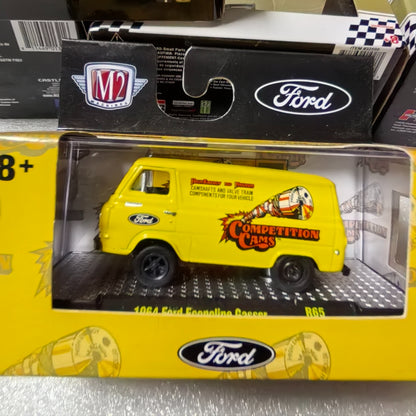 M2
MACHINES
Ford
8+
CAMSHAFTS AND VALVE TRAIN
COMPONENTS FOR YOUR VEHICLE
Ford
COMPETITION
CAMS
1964 Ford Econoline Gasser
R65
Ford